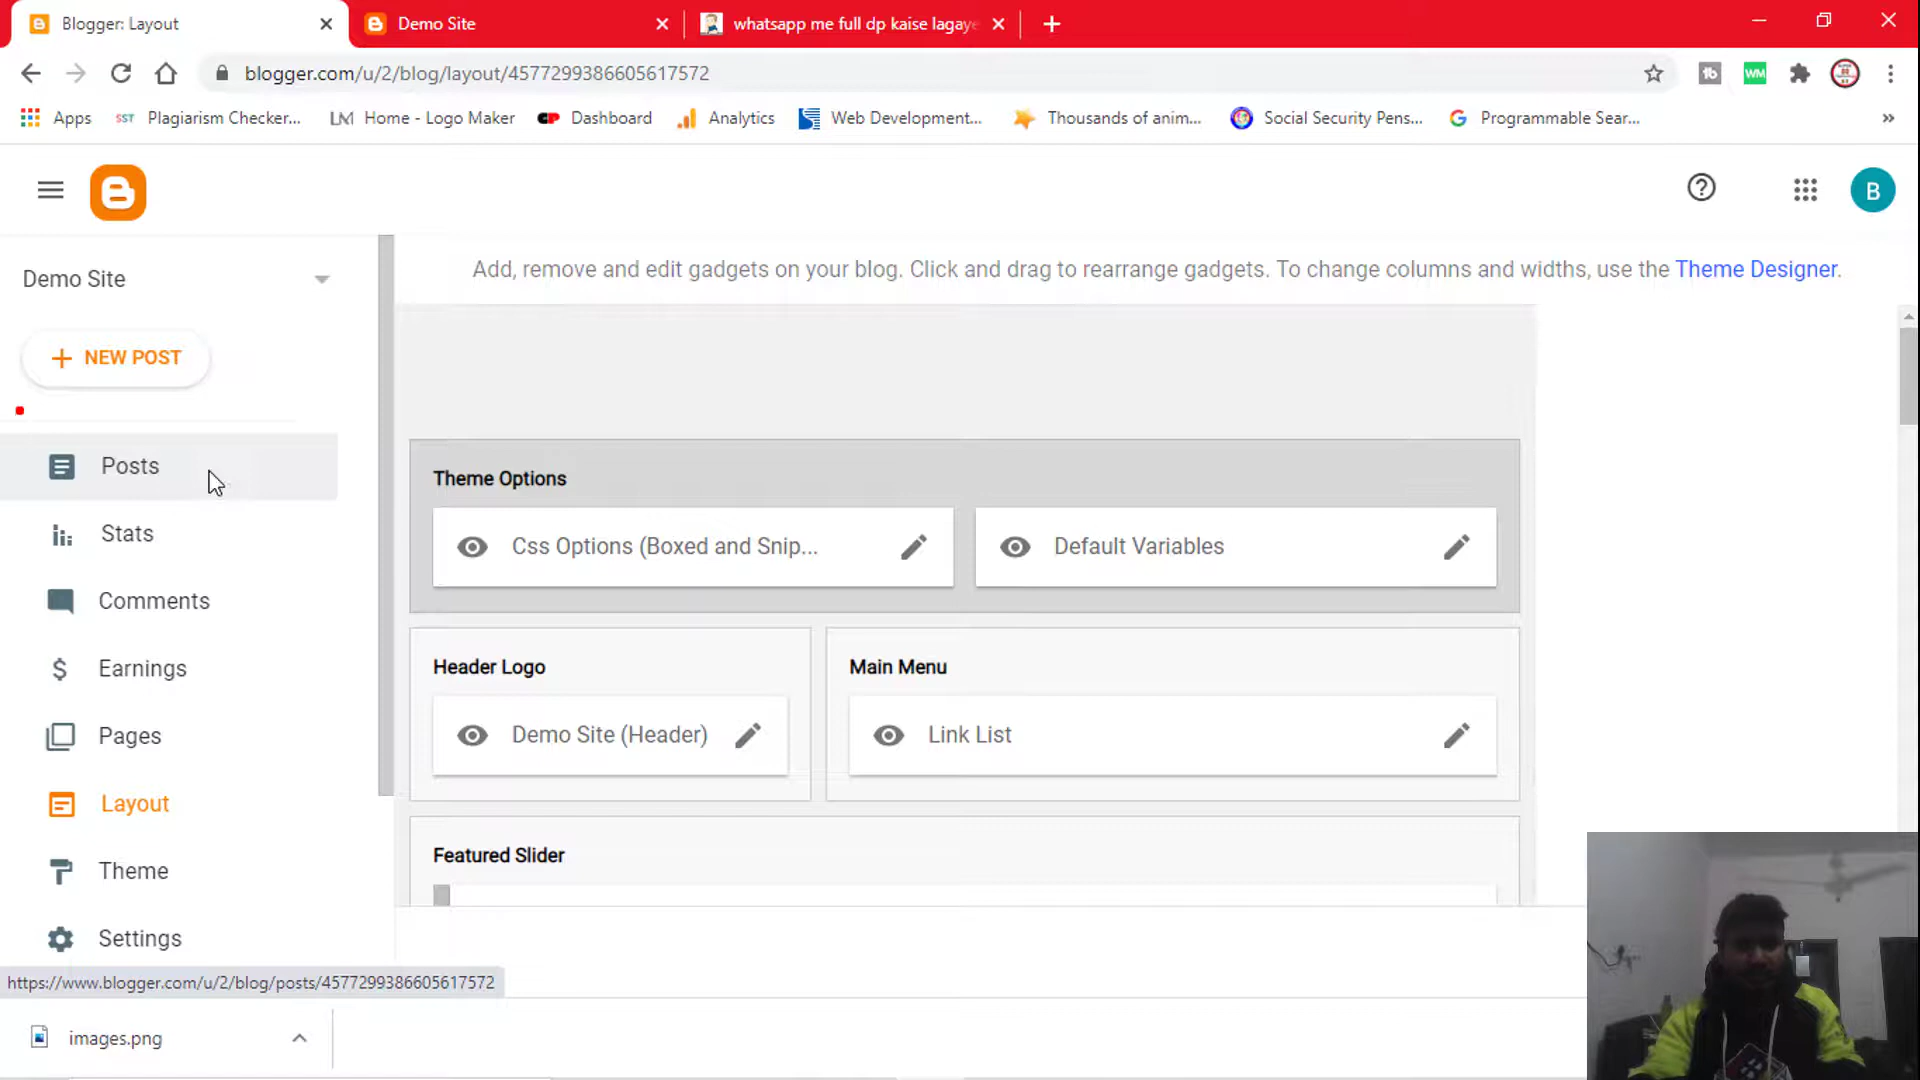 Blogger: Layout
Demo Site
whatsapp me full dp kaise lagaye
blogger.com/u/2/blog/layout/4577299386605617572
Apps
SST Plagiarism Checker...
LM Home - Logo Maker
CP Dashboard
Analytics
Web Development...
Thousands of anim...
Social Security Pens...
Programmable Sear...
B
Demo Site
Add, remove and edit gadgets on your blog. Click and drag to rearrange gadgets. To change columns and widths, use the Theme Designer.
+ NEW POST
Posts
Stats
Comments
Earnings
Pages
Layout
Theme
Settings
Theme Options
Css Options (Boxed and Snip...
Default Variables
Header Logo
Demo Site (Header)
Main Menu
Link List
Featured Slider
https://www.blogger.com/u/2/blog/posts/4577299386605617572
images.png